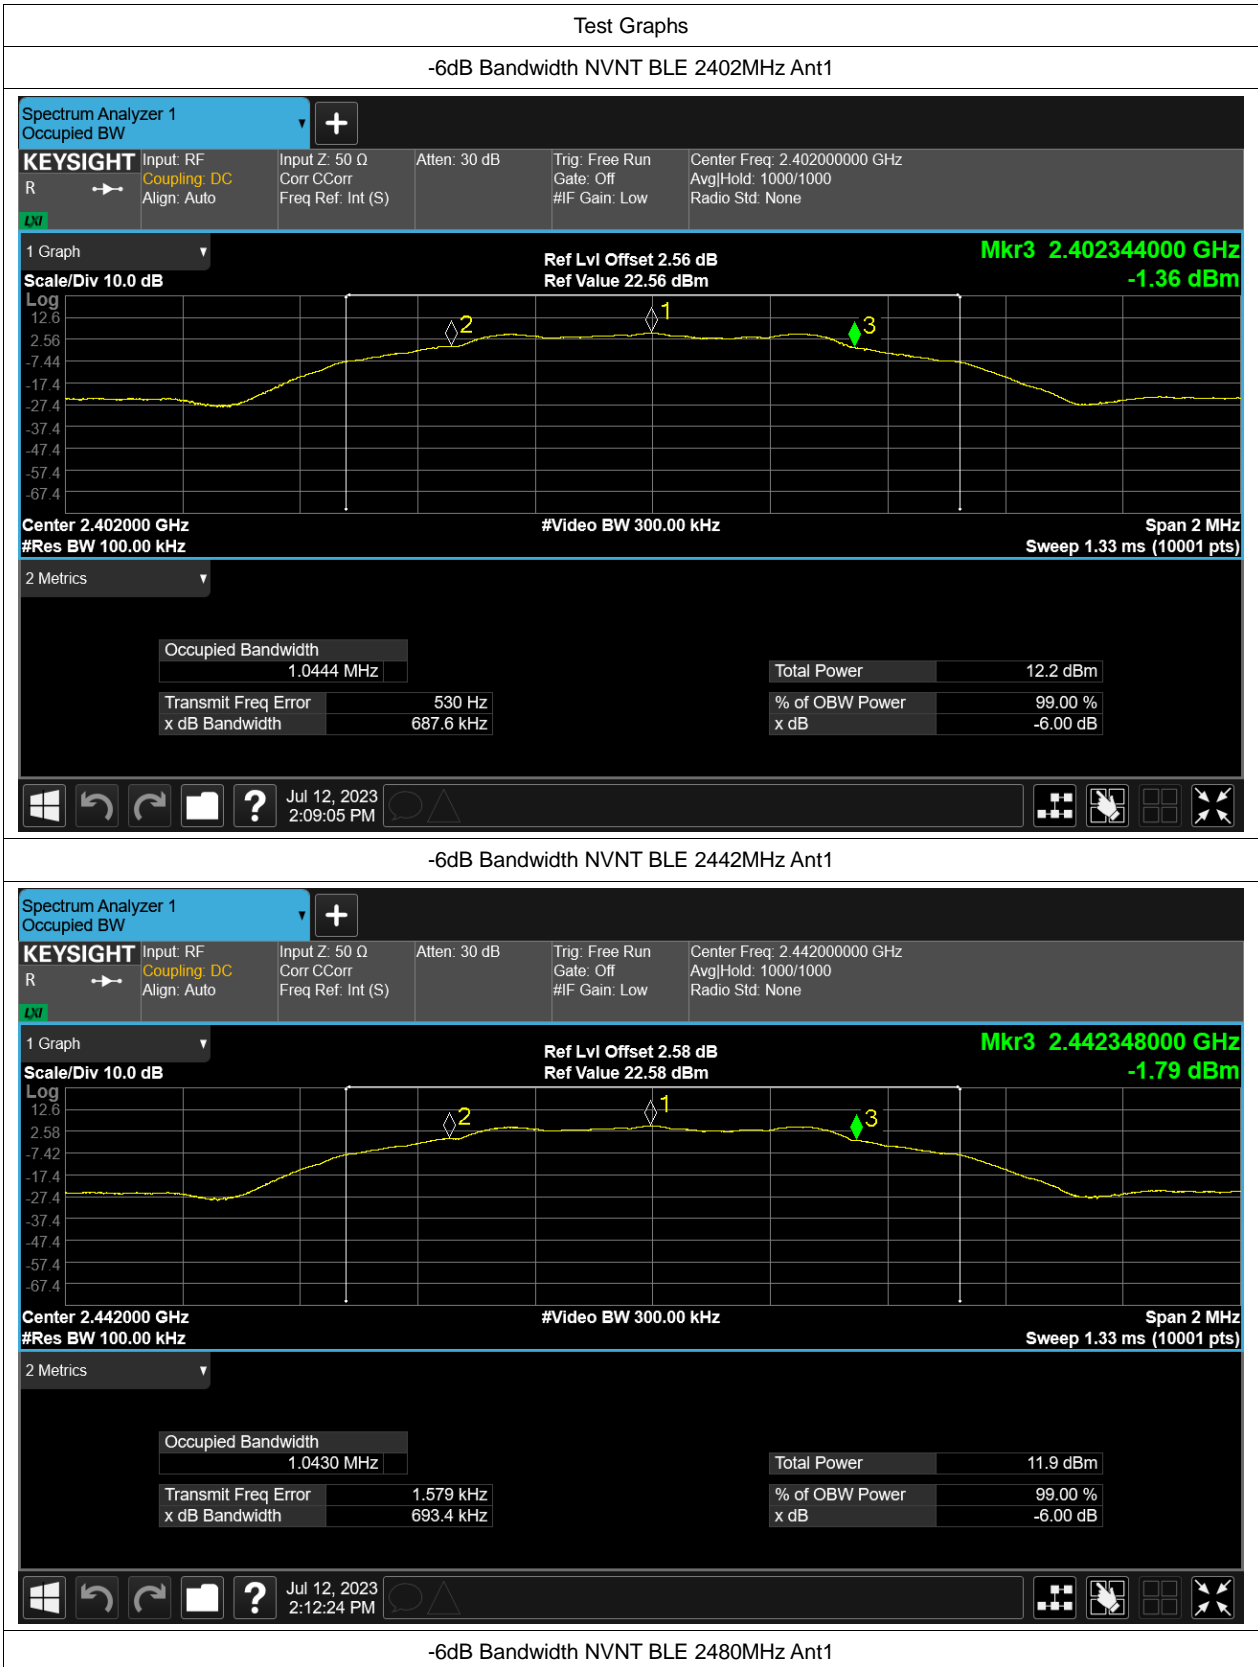 Test Graphs
-6dB Bandwidth NVNT BLE 2402MHz Ant1
Spectrum Analyzer 1
Occupied BW
KEYSIGHT Input: RF Input Z: 50 Ω Atten: 30 dB Trig: Free Run Center Freq: 2.402000000 GHz
R Coupling: DC Corr CCorr Gate: Off Avg|Hold: 1000/1000
Align: Auto Freq Ref: Int (S) #IF Gain: Low Radio Std: None
LXI
1 Graph Ref Lvl Offset 2.56 dB Mkr3 2.402344000 GHz
Scale/Div 10.0 dB Ref Value 22.56 dBm -1.36 dBm
Log
12.6
2.56
-7.44
-17.4
-27.4
-37.4
-47.4
-57.4
-67.4
2 1 3
Center 2.402000 GHz #Video BW 300.00 kHz Span 2 MHz
#Res BW 100.00 kHz Sweep 1.33 ms (10001 pts)
2 Metrics
Occupied Bandwidth
1.0444 MHz Total Power 12.2 dBm
Transmit Freq Error 530 Hz % of OBW Power 99.00 %
x dB Bandwidth 687.6 kHz x dB -6.00 dB
? Jul 12, 2023
2:09:05 PM
-6dB Bandwidth NVNT BLE 2442MHz Ant1
Spectrum Analyzer 1
Occupied BW
KEYSIGHT Input: RF Input Z: 50 Ω Atten: 30 dB Trig: Free Run Center Freq: 2.442000000 GHz
R Coupling: DC Corr CCorr Gate: Off Avg|Hold: 1000/1000
Align: Auto Freq Ref: Int (S) #IF Gain: Low Radio Std: None
LXI
1 Graph Ref Lvl Offset 2.58 dB Mkr3 2.442348000 GHz
Scale/Div 10.0 dB Ref Value 22.58 dBm -1.79 dBm
Log
12.6
2.58
-7.42
-17.4
-27.4
-37.4
-47.4
-57.4
-67.4
2 1 3
Center 2.442000 GHz #Video BW 300.00 kHz Span 2 MHz
#Res BW 100.00 kHz Sweep 1.33 ms (10001 pts)
2 Metrics
Occupied Bandwidth
1.0430 MHz Total Power 11.9 dBm
Transmit Freq Error 1.579 kHz % of OBW Power 99.00 %
x dB Bandwidth 693.4 kHz x dB -6.00 dB
? Jul 12, 2023
2:12:24 PM
-6dB Bandwidth NVNT BLE 2480MHz Ant1